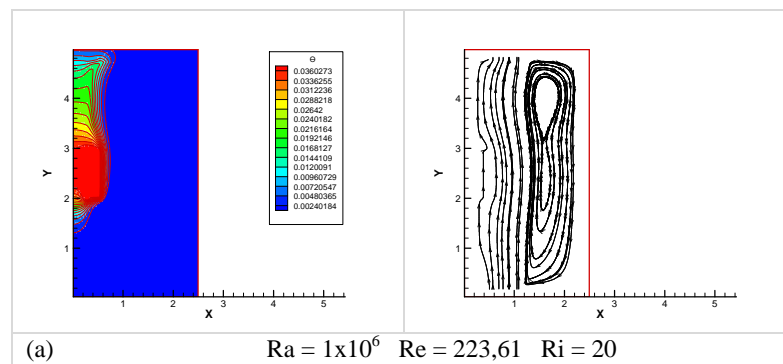 Θ
0.0360273
0.0336255
0.0312236
0.0288218
0.02642
0.0240182
0.0216164
0.0192146
0.0168127
0.0144109
0.0120091
0.00960729
0.00720547
0.00480365
0.00240184
Y
4
3
2
1
1 2 3 4 5
X
Y
4
3
2
1
1 2 3 4 5
X
(a) Ra = 1x10⁶ Re = 223,61 Ri = 20